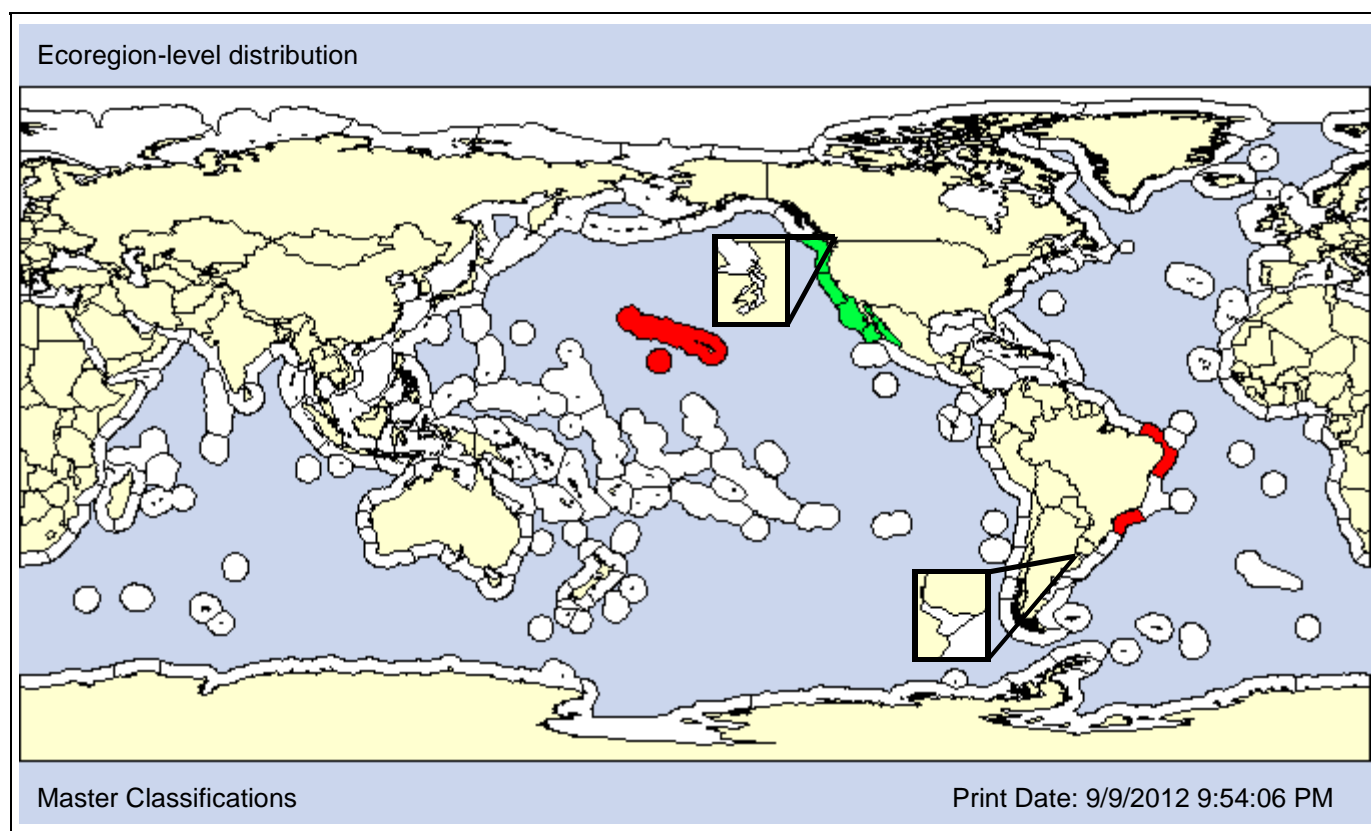 Ecoregion-level distribution
Master Classifications
Print Date: 9/9/2012 9:54:06 PM